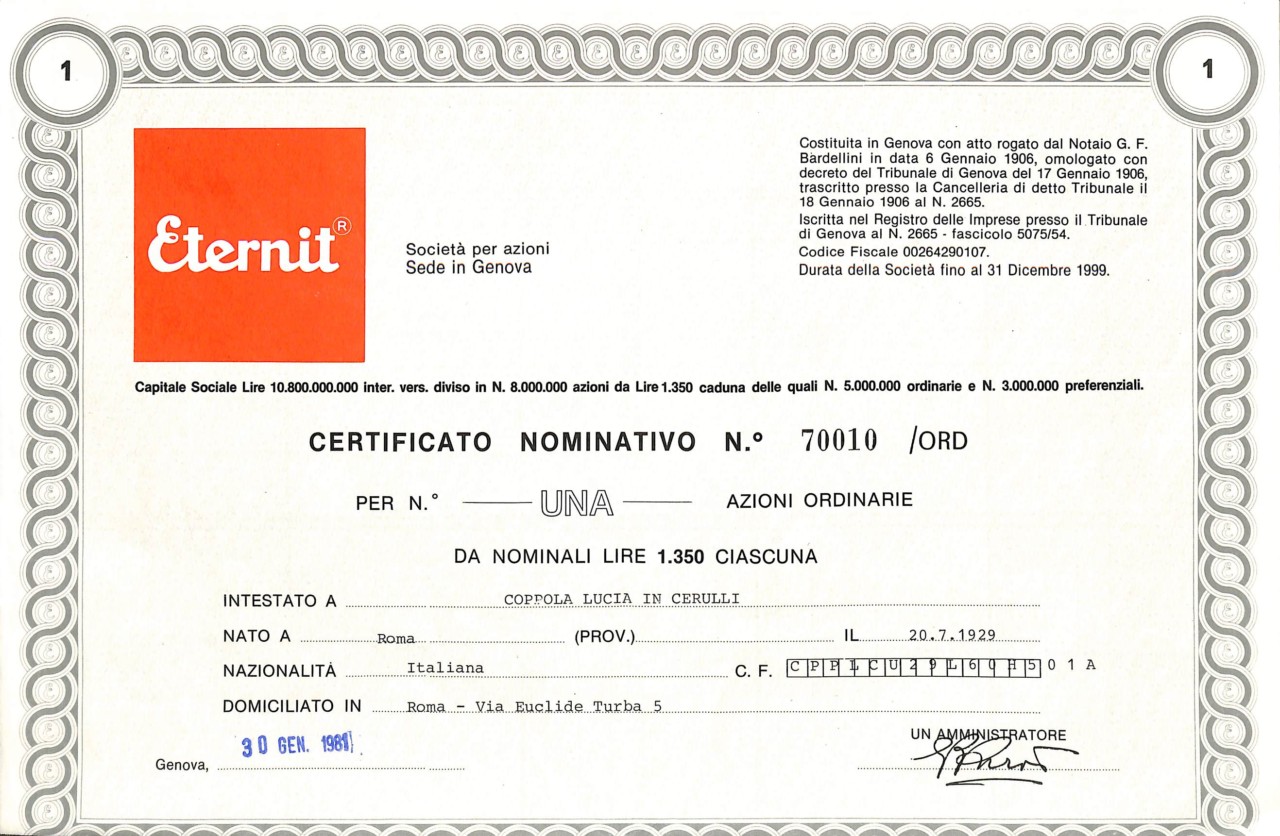 1
1
Eternit®
Società per azioni
Sede in Genova
Costituita in Genova con atto rogato dal Notaio G. F.
Bardellini in data 6 Gennaio 1906, omologato con
decreto del Tribunale di Genova del 17 Gennaio 1906,
trascritto presso la Cancelleria di detto Tribunale il
18 Gennaio 1906 al N. 2665.
Iscritta nel Registro delle Imprese presso il Tribunale
di Genova al N. 2665 - fascicolo 5075/54.
Codice Fiscale 00264290107.
Durata della Società fino al 31 Dicembre 1999.
Capitale Sociale Lire 10.800.000.000 inter. vers. diviso in N. 8.000.000 azioni da Lire 1.350 caduna delle quali N. 5.000.000 ordinarie e N. 3.000.000 preferenziali.
CERTIFICATO NOMINATIVO N.º 70010 /ORD
PER N.° UNA AZIONI ORDINARIE
DA NOMINALI LIRE 1.350 CIASCUNA
INTESTATO A COPPOLA LUCIA IN CERULLI
NATO A Roma (PROV.) IL 20.7.1929
NAZIONALITÀ Italiana C. F. CPPLCU29L60H501A
DOMICILIATO IN Roma - Via Euclide Turba 5
30 GEN. 1981
UN AMMINISTRATORE
Genova,